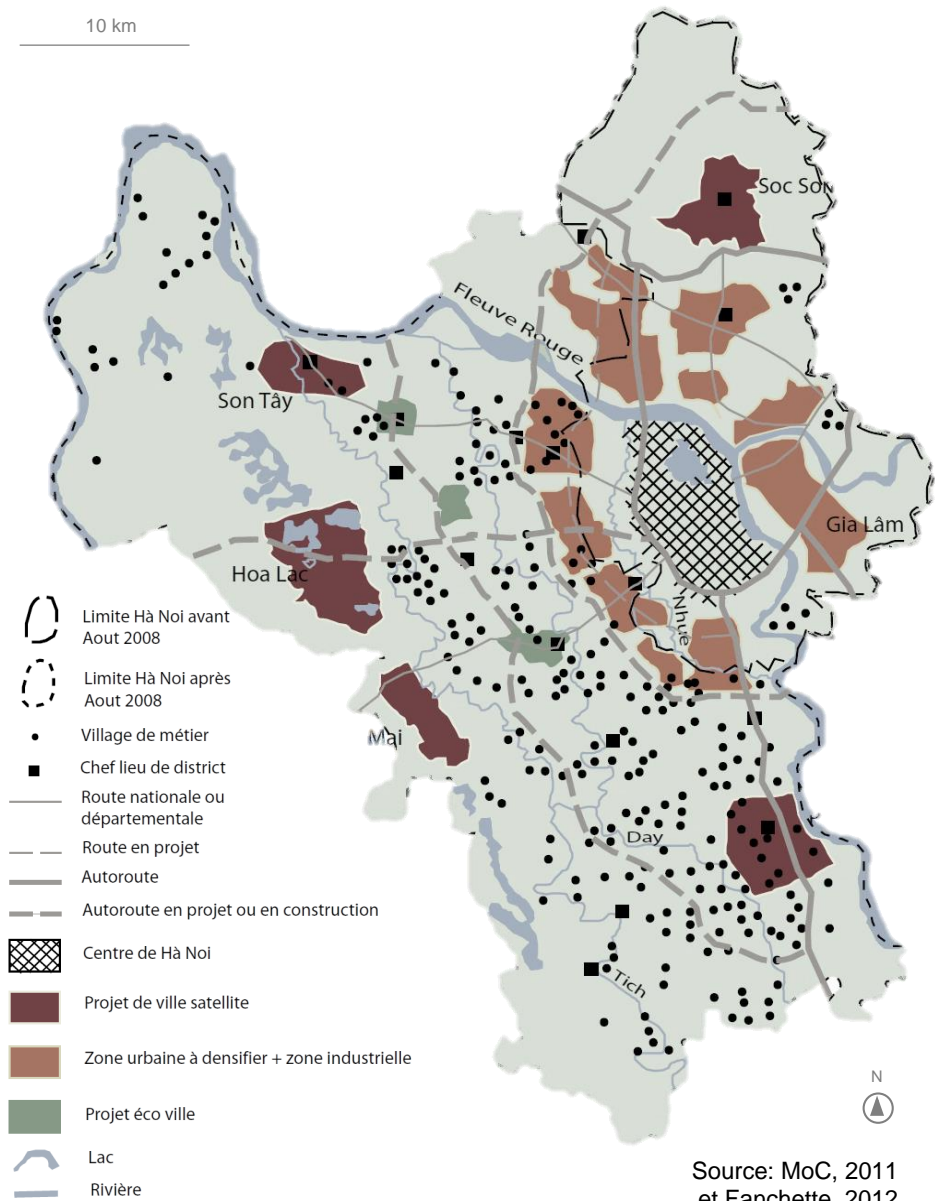 10 km
Soc Son
Fleuve Rouge
Son Tây
Gia Lâm
Hoa Lac
Nhuê
Mai
Day
Tich
Limite Hà Noi avant
Aout 2008
Limite Hà Noi après
Aout 2008
Village de métier
Chef lieu de district
Route nationale ou
départementale
Route en projet
Autoroute
Autoroute en projet ou en construction
Centre de Hà Noi
Projet de ville satellite
Zone urbaine à densifier + zone industrielle
Projet éco ville
Lac
Rivière
N
Source: MoC, 2011
et Fanchette, 2012